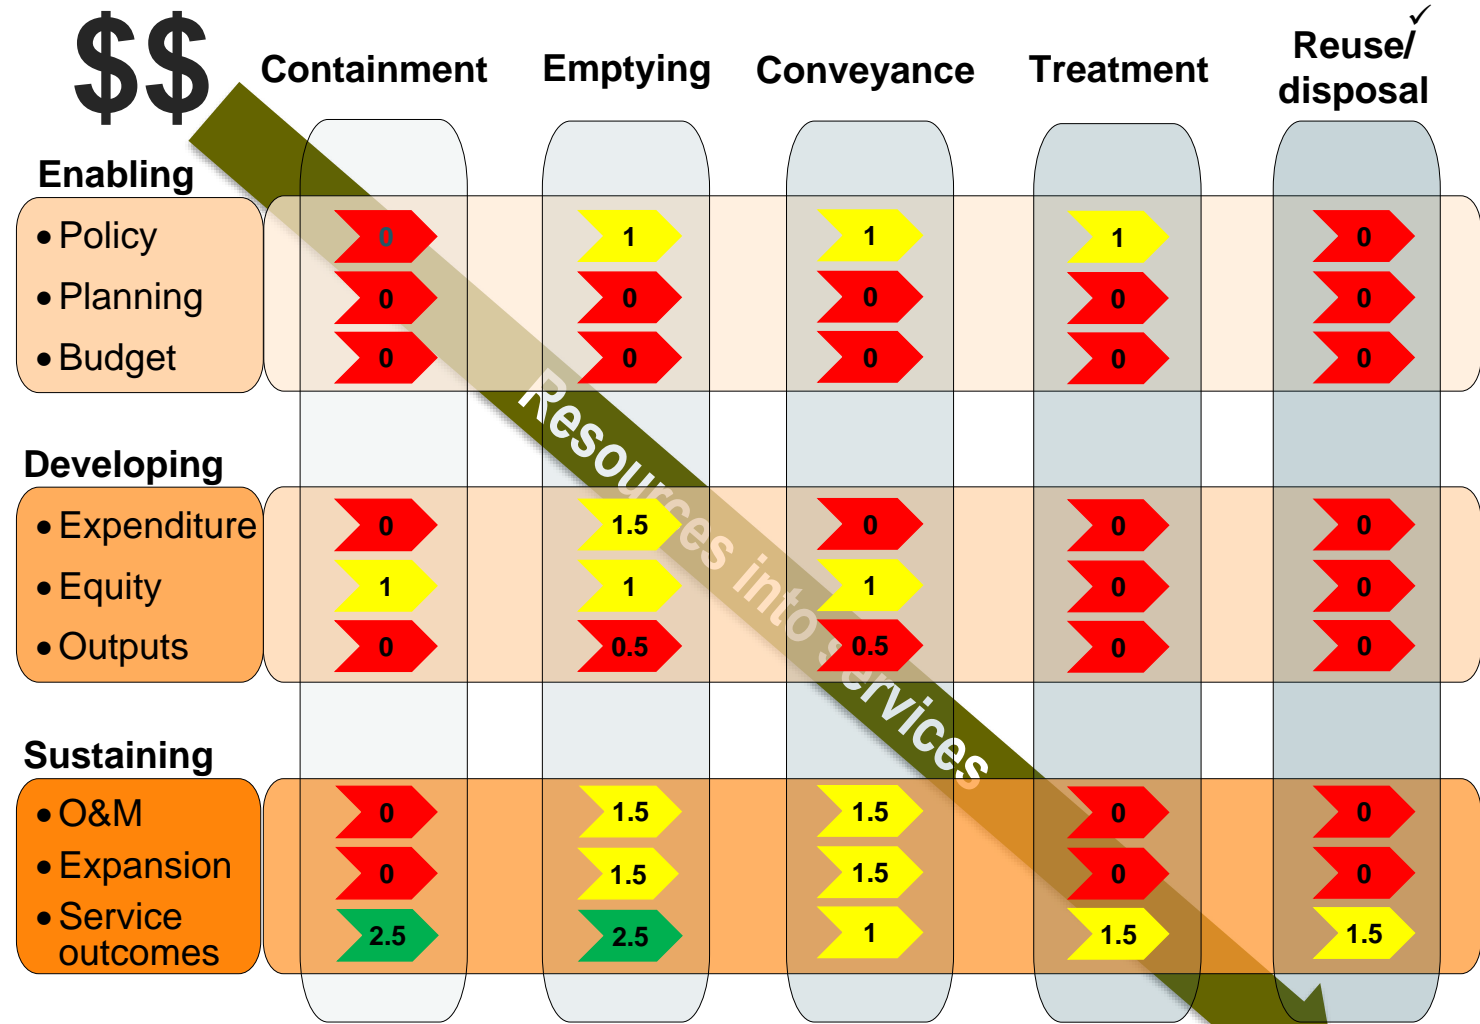 $$
Containment
Emptying
Conveyance
Treatment
Reuse/
disposal
✓
Enabling
• Policy
0
1
1
1
0
• Planning
0
0
0
0
0
• Budget
0
0
0
0
0
Resources into services
Developing
• Expenditure
0
1.5
0
0
0
• Equity
1
1
1
0
0
• Outputs
0
0.5
0.5
0
0
Sustaining
• O&M
0
1.5
1.5
0
0
• Expansion
0
1.5
1.5
0
0
• Service
outcomes
2.5
2.5
1
1.5
1.5